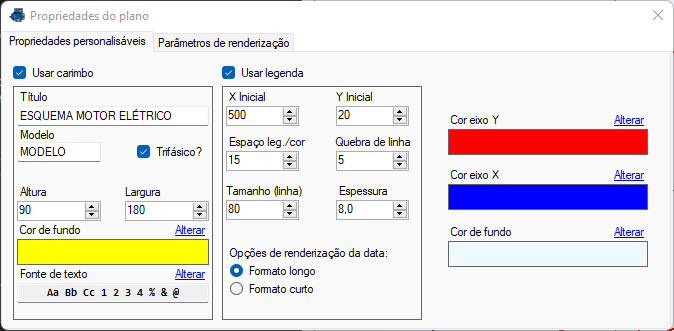 Propriedades do plano
Propriedades personalisáveis
Parâmetros de renderização
Usar carimbo
Título
ESQUEMA MOTOR ELÉTRICO
Modelo
MODELO
Trifásico?
Altura
Largura
90
180
Cor de fundo
Alterar
Fonte de texto
Alterar
Aa Bb Cc 1 2 3 4 % & @
Usar legenda
X Inicial
Y Inicial
500
20
Espaço leg./cor
Quebra de linha
15
5
Tamanho (linha)
Espessura
80
8,0
Opções de renderização da data:
Formato longo
Formato curto
Cor eixo Y
Alterar
Cor eixo X
Alterar
Cor de fundo
Alterar